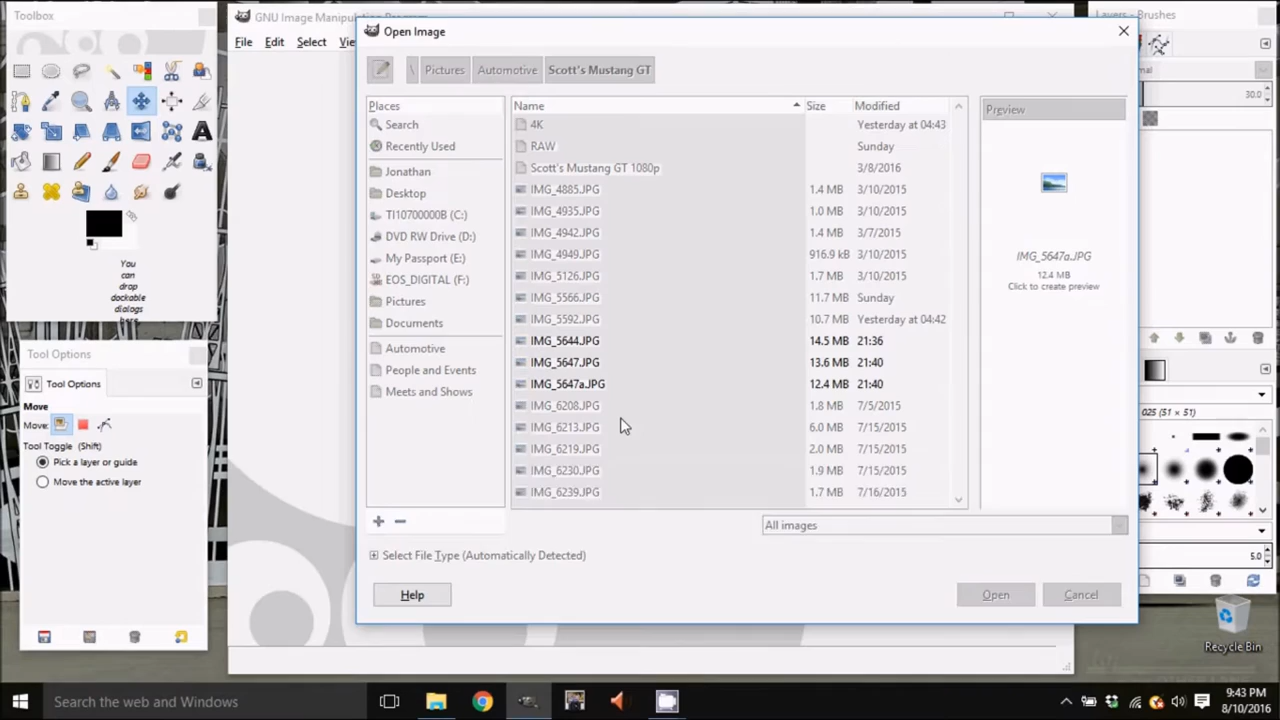 Toolbox
GNU Image Manipulation Program
Layers - Brushes
File Edit Select
Open Image
\ Pictures Automotive Scott's Mustang GT
30.0
Places
Search
Recently Used
Jonathan
Desktop
TI10700000B (C:)
DVD RW Drive (D:)
My Passport (E:)
EOS_DIGITAL (F:)
Pictures
Documents
Automotive
People and Events
Meets and Shows
Name Size Modified
4K Yesterday at 04:43
RAW Sunday
Scott's Mustang GT 1080p 3/8/2016
IMG_4885.JPG 1.4 MB 3/10/2015
IMG_4935.JPG 1.0 MB 3/10/2015
IMG_4942.JPG 1.4 MB 3/7/2015
IMG_4949.JPG 916.9 kB 3/10/2015
IMG_5126.JPG 1.7 MB 3/10/2015
IMG_5566.JPG 11.7 MB Sunday
IMG_5592.JPG 10.7 MB Yesterday at 04:42
IMG_5644.JPG 14.5 MB 21:36
IMG_5647.JPG 13.6 MB 21:40
IMG_5647a.JPG 12.4 MB 21:40
IMG_6208.JPG 1.8 MB 7/5/2015
IMG_6213.JPG 6.0 MB 7/15/2015
IMG_6219.JPG 2.0 MB 7/15/2015
IMG_6230.JPG 1.9 MB 7/15/2015
IMG_6239.JPG 1.7 MB 7/16/2015
Preview
IMG_5647a.JPG
12.4 MB
Click to create preview
All images
Select File Type (Automatically Detected)
Help Open Cancel
You
can
drop
dockable
dialogs
here
Tool Options
Tool Options
Move
Move:
Tool Toggle (Shift)
Pick a layer or guide
Move the active layer
025 (51 × 51)
5.0
Recycle Bin
Search the web and Windows
9:43 PM
8/10/2016